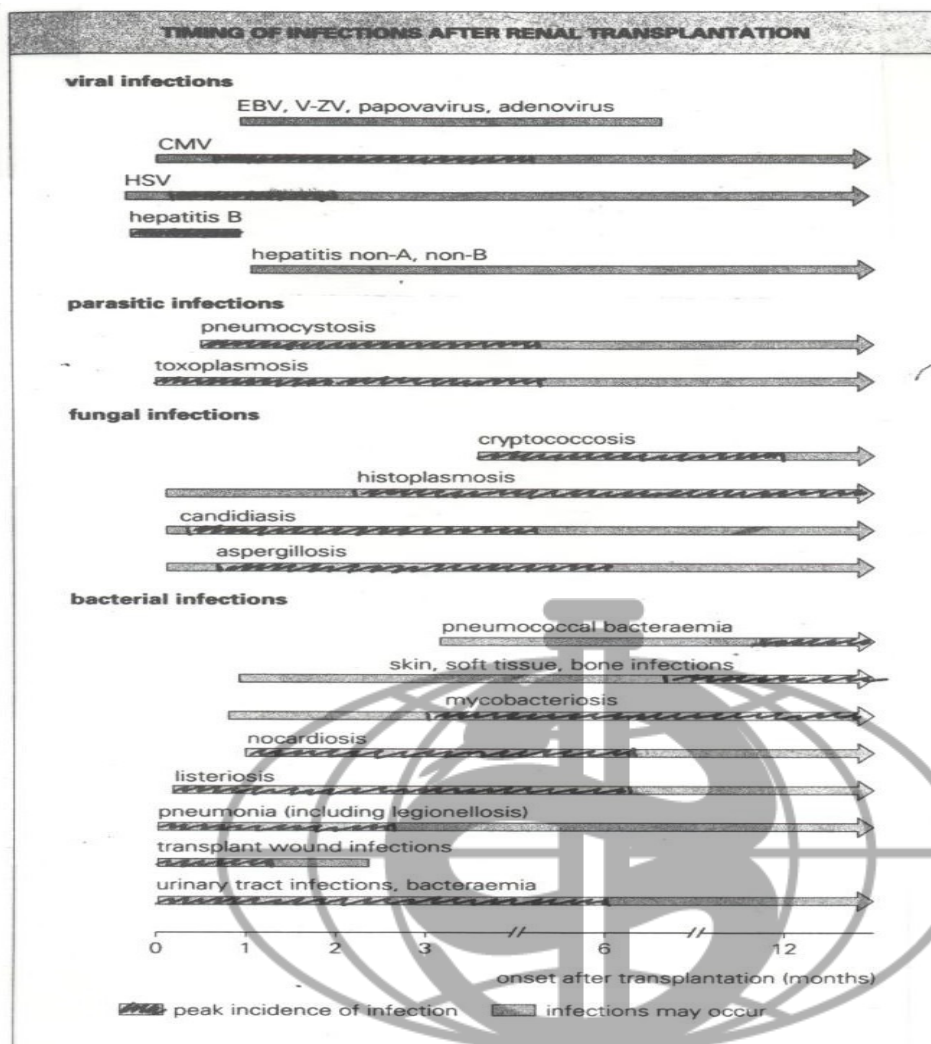 TIMING OF INFECTIONS AFTER RENAL TRANSPLANTATION
viral infections
EBV, V-ZV, papovavirus, adenovirus
CMV
HSV
hepatitis B
hepatitis non-A, non-B
parasitic infections
pneumocystosis
toxoplasmosis
fungal infections
cryptococcosis
histoplasmosis
candidiasis
aspergillosis
bacterial infections
pneumococcal bacteraemia
skin, soft tissue, bone infections
mycobacteriosis
nocardiosis
listeriosis
pneumonia (including legionellosis)
transplant wound infections
urinary tract infections, bacteraemia
0 1 2 3 // 6 // 12
onset after transplantation (months)
peak incidence of infection infections may occur